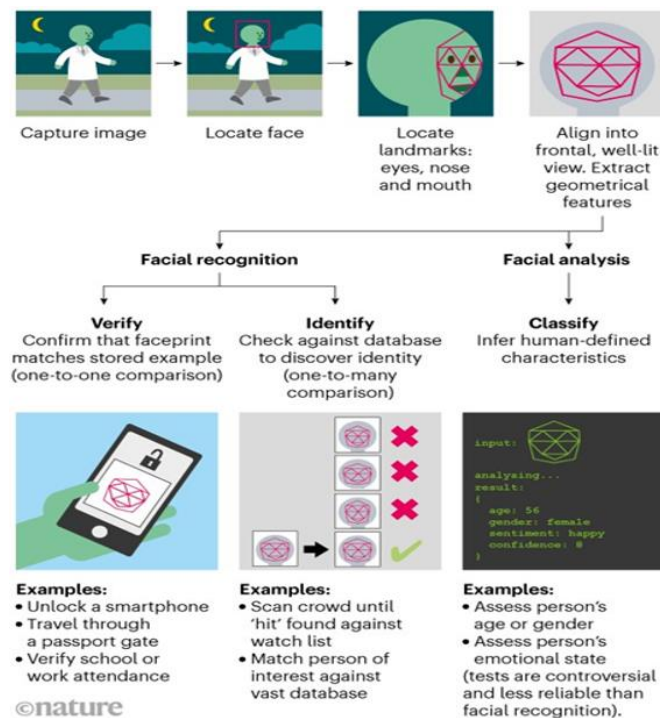 Capture image
Locate face
Locate
landmarks:
eyes, nose
and mouth
Align into
frontal, well-lit
view. Extract
geometrical
features
Facial recognition
Facial analysis
Verify
Confirm that faceprint
matches stored example
(one-to-one comparison)
Identify
Check against database
to discover identity
(one-to-many
comparison)
Classify
Infer human-defined
characteristics
input:
analysing...
result:
{
age: 56
gender: female
sentiment: happy
confidence: 8
}
Examples:
• Unlock a smartphone
• Travel through
a passport gate
• Verify school or
work attendance
Examples:
• Scan crowd until
‘hit’ found against
watch list
• Match person of
interest against
vast database
Examples:
• Assess person’s
age or gender
• Assess person’s
emotional state
(tests are controversial
and less reliable than
facial recognition).
©nature